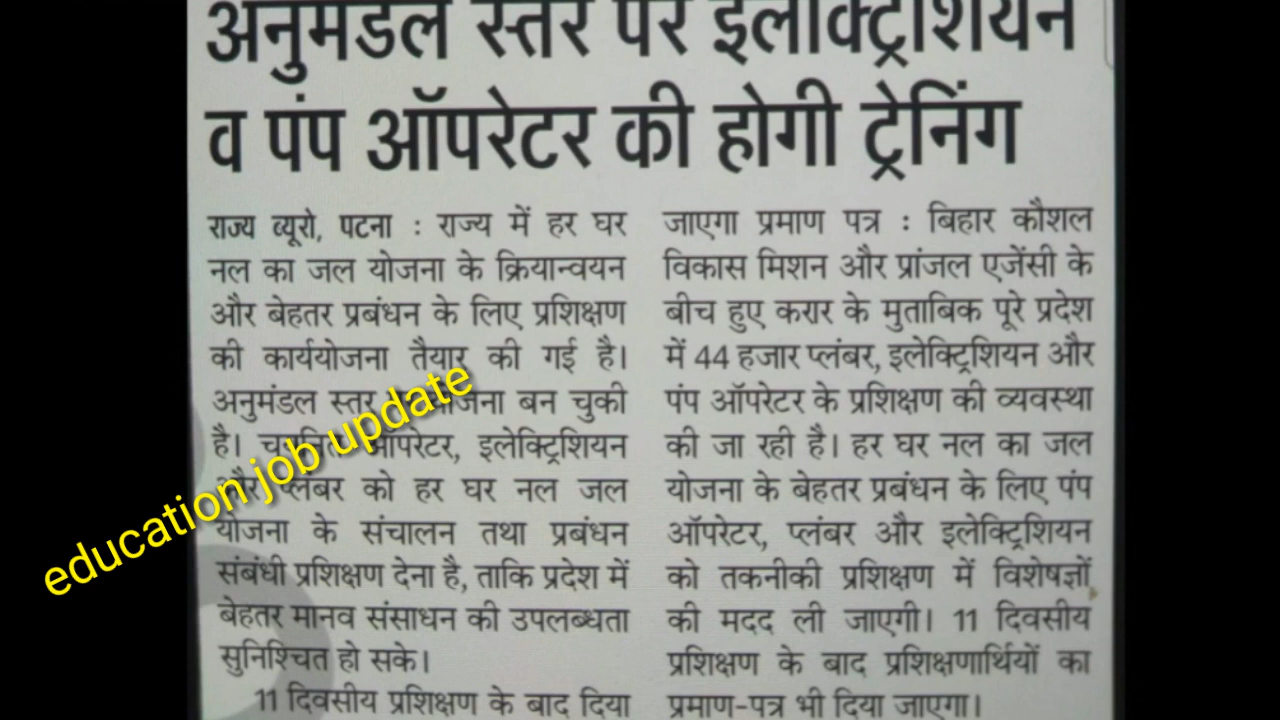 अनुमंडल स्तर पर इलेक्ट्रिशियन
व पंप ऑपरेटर की होगी ट्रेनिंग
राज्य ब्यूरो, पटना : राज्य में हर घर
नल का जल योजना के क्रियान्वयन
और बेहतर प्रबंधन के लिए प्रशिक्षण
की कार्ययोजना तैयार की गई है।
अनुमंडल स्तर योजना बन चुकी
है। ऑपरेटर, इलेक्ट्रिशियन
और प्लंबर को हर घर नल जल
योजना के संचालन तथा प्रबंधन
संबंधी प्रशिक्षण देना है, ताकि प्रदेश में
बेहतर मानव संसाधन की उपलब्धता
सुनिश्चित हो सके।
11 दिवसीय प्रशिक्षण के बाद दिया
जाएगा प्रमाण पत्र : बिहार कौशल
विकास मिशन और प्रांजल एजेंसी के
बीच हुए करार के मुताबिक पूरे प्रदेश
में 44 हजार प्लंबर, इलेक्ट्रिशियन और
पंप ऑपरेटर के प्रशिक्षण की व्यवस्था
की जा रही है। हर घर नल का जल
योजना के बेहतर प्रबंधन के लिए पंप
ऑपरेटर, प्लंबर और इलेक्ट्रिशियन
को तकनीकी प्रशिक्षण में विशेषज्ञों
की मदद ली जाएगी। 11 दिवसीय
प्रशिक्षण के बाद प्रशिक्षणार्थियों का
प्रमाण-पत्र भी दिया जाएगा।
education job update